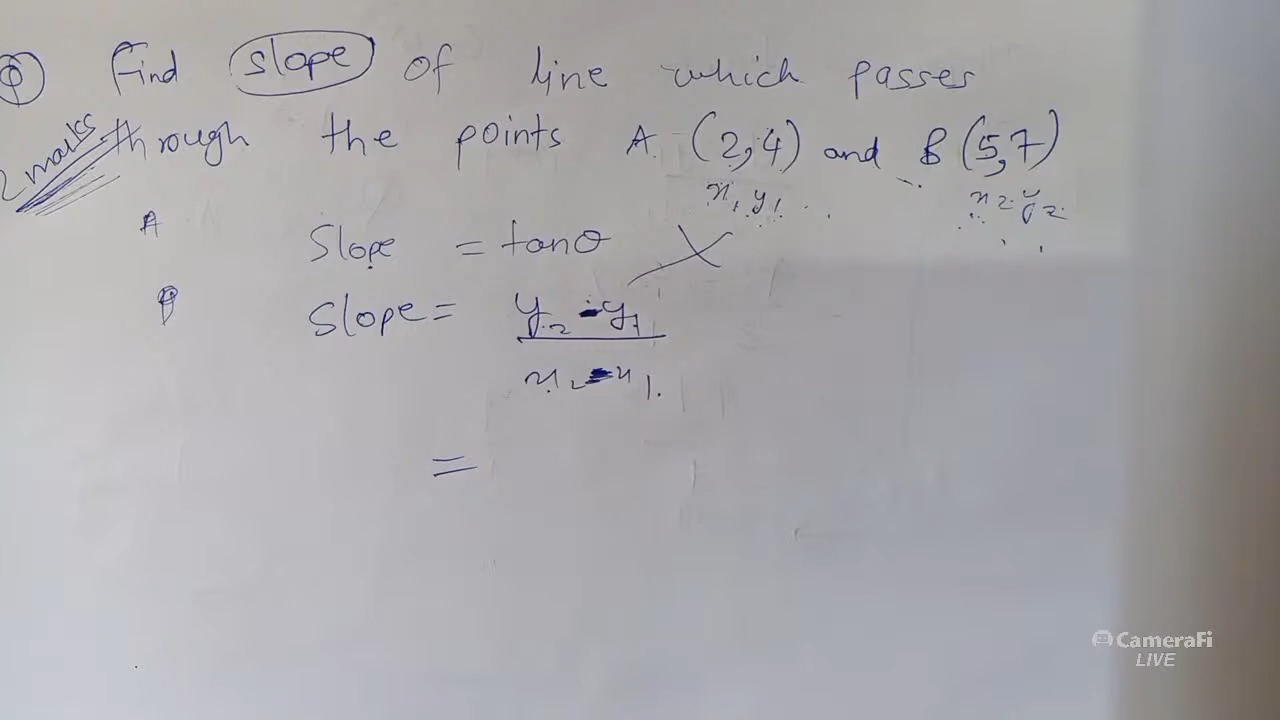 Q Find slope of line which passes
2 marks through the points A (2,4) and B (5,7)
x1 y1 x2 y2
A Slope = tanθ
B Slope = y2 - y1
x2 - x1
=
CameraFi
LIVE